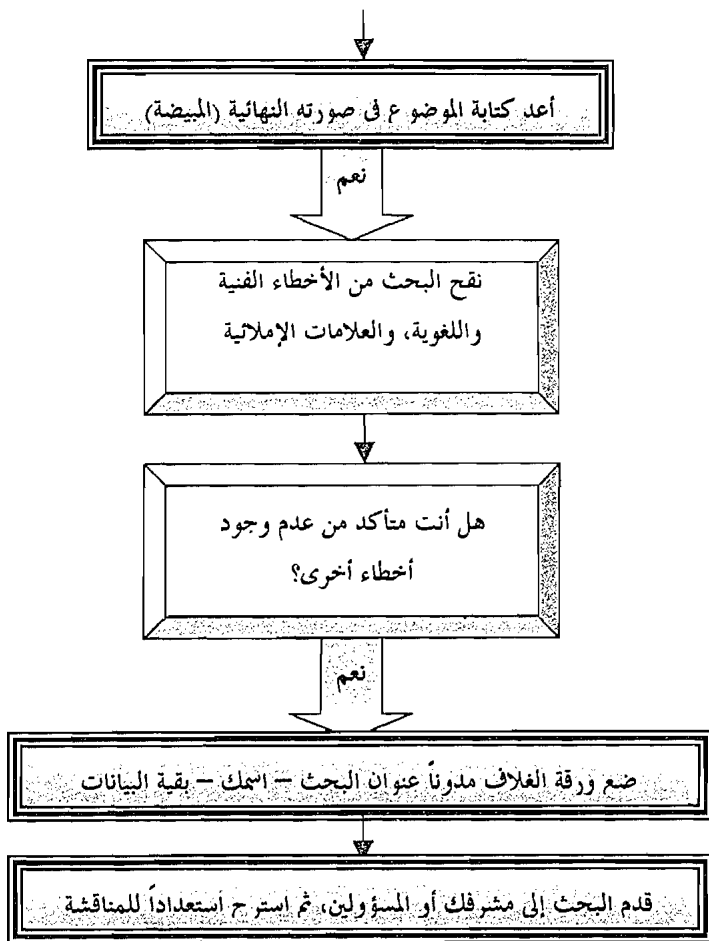 أعد كتابة الموضوع فى صورته النهائية (المبيضة)
نعم
نقح البحث من الأخطاء الفنية
واللغوية، والعلامات الإملائية
هل أنت متأكد من عدم وجود
أخطاء أخرى؟
نعم
ضع ورقة الغلاف مدوناً عنوان البحث – اسمك – بقية البيانات
قدم البحث إلى مشرفك أو المسؤولين، ثم استرح استعداداً للمناقشة